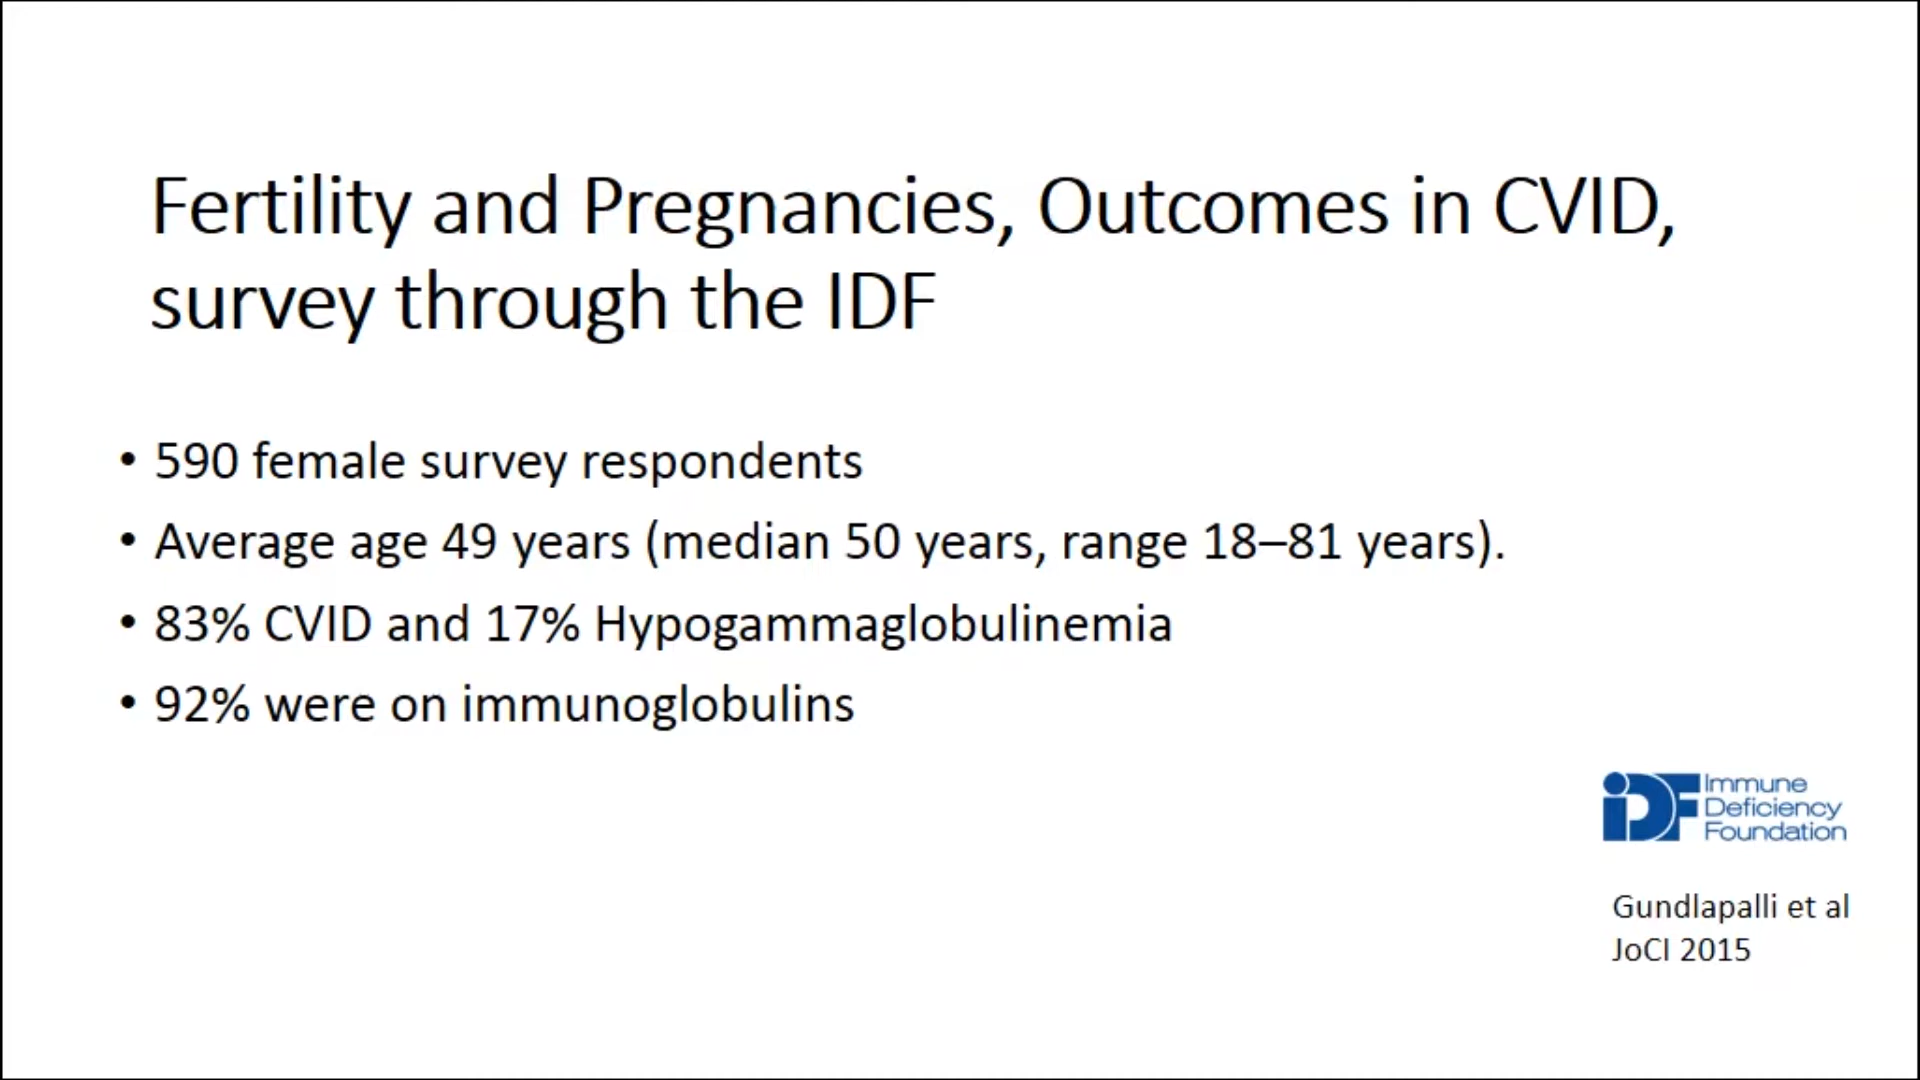 Fertility and Pregnancies, Outcomes in CVID,
survey through the IDF
• 590 female survey respondents
• Average age 49 years (median 50 years, range 18–81 years).
• 83% CVID and 17% Hypogammaglobulinemia
• 92% were on immunoglobulins
iDF Immune
Deficiency
Foundation
Gundlapalli et al
JoCI 2015